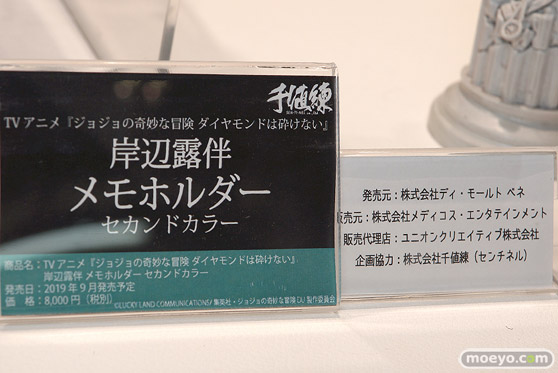 千値練
TVアニメ『ジョジョの奇妙な冒険 ダイヤモンドは砕けない』
岸辺露伴
メモホルダー
セカンドカラー
商品名：TVアニメ『ジョジョの奇妙な冒険 ダイヤモンドは砕けない』
岸辺露伴 メモホルダー セカンドカラー
発売日：2019年9月発売予定
価 格：8,000円（税別）
©LUCKY LAND COMMUNICATIONS/集英社・ジョジョの奇妙な冒険DU製作委員会
発売元：株式会社ディ・モールト ベネ
販売元：株式会社メディコス・エンタテインメント
販売代理店：ユニオンクリエイティブ株式会社
企画協力：株式会社千値練（センチネル）
moeyo.com